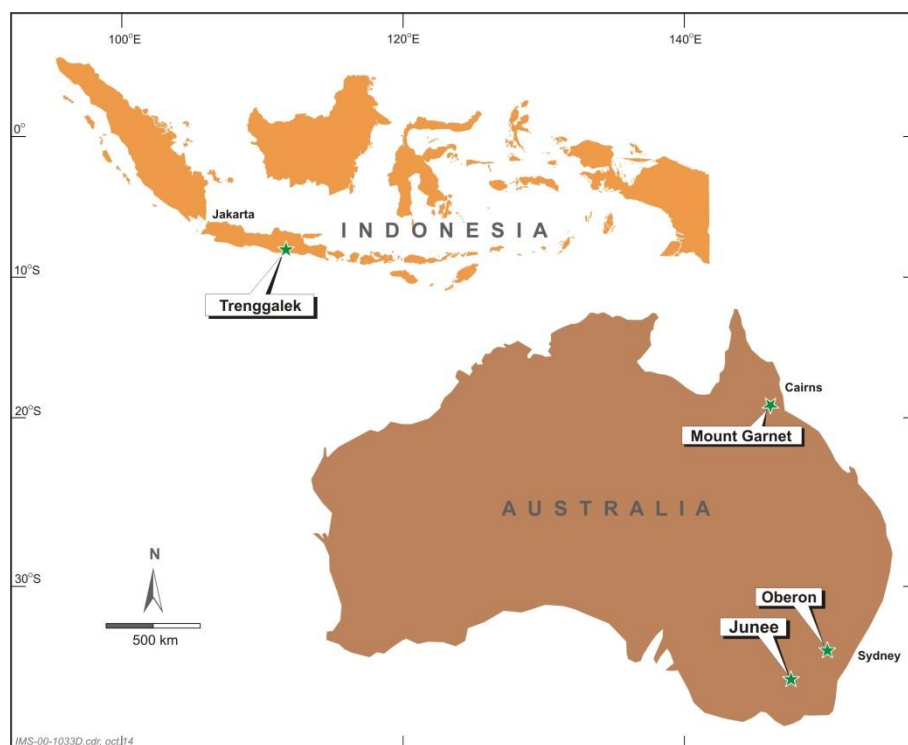 100°E
120°E
140°E
0°
Jakarta
INDONESIA
10°S
Trenggalek
Cairns
20°S
Mount Garnet
AUSTRALIA
N
30°S
Oberon
Junee
500 km
Sydney
IMS-00-1033D.cdr, oct 14